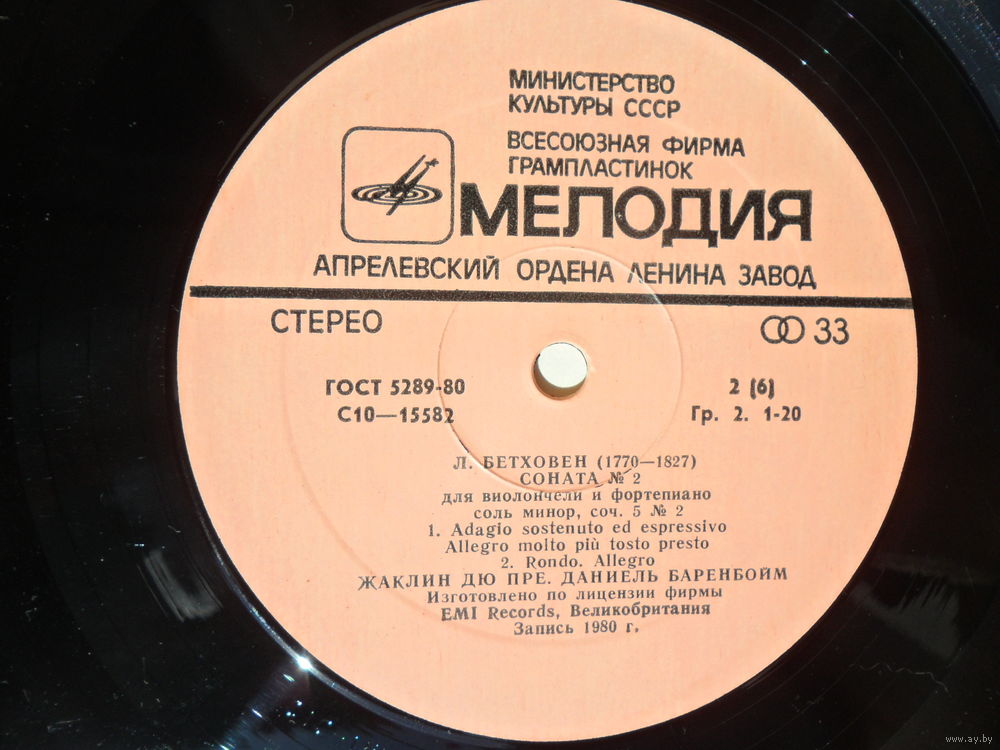 МИНИСТЕРСТВО
КУЛЬТУРЫ СССР
ВСЕСОЮЗНАЯ ФИРМА
ГРАМПЛАСТИНОК
МЕЛОДИЯ
АПРЕЛЕВСКИЙ ОРДЕНА ЛЕНИНА ЗАВОД
СТЕРЕО
33
ГОСТ 5289-80
2 (6)
С10—15582
Гр. 2. 1-20
Л. БЕТХОВЕН (1770—1827)
СОНАТА № 2
для виолончели и фортепиано
соль минор, соч. 5 № 2
1. Adagio sostenuto ed espressivo
Allegro molto più tosto presto
2. Rondo. Allegro
ЖАКЛИН ДЮ ПРЕ. ДАНИЕЛЬ БАРЕНБОЙМ
Изготовлено по лицензии фирмы
EMI Records, Великобритания
Запись 1980 г.
www.ay.by